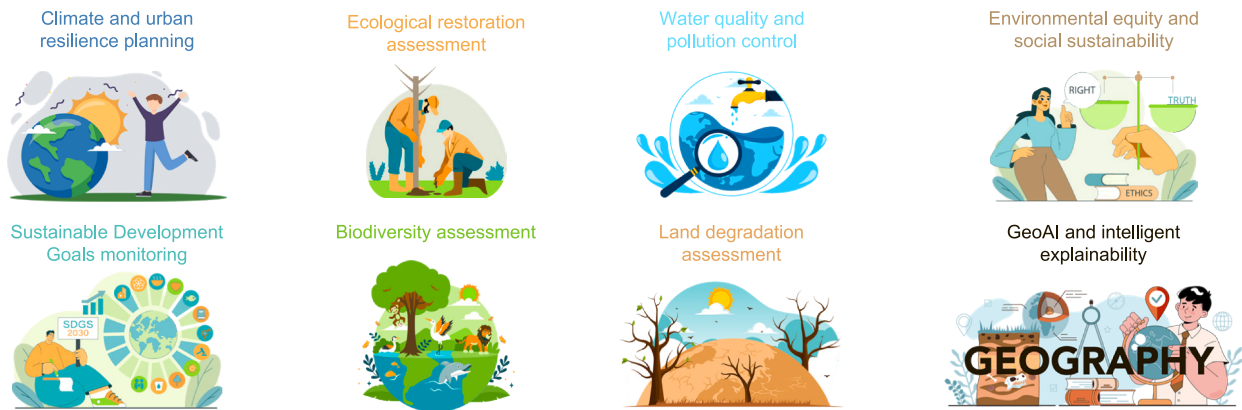 Climate and urban
resilience planning
Ecological restoration
assessment
Water quality and
pollution control
Environmental equity and
social sustainability
RIGHT
TRUTH
ETHICS
Sustainable Development
Goals monitoring
SDGS
2030
Biodiversity assessment
Land degradation
assessment
GeoAI and intelligent
explainability
GEOGRAPHY